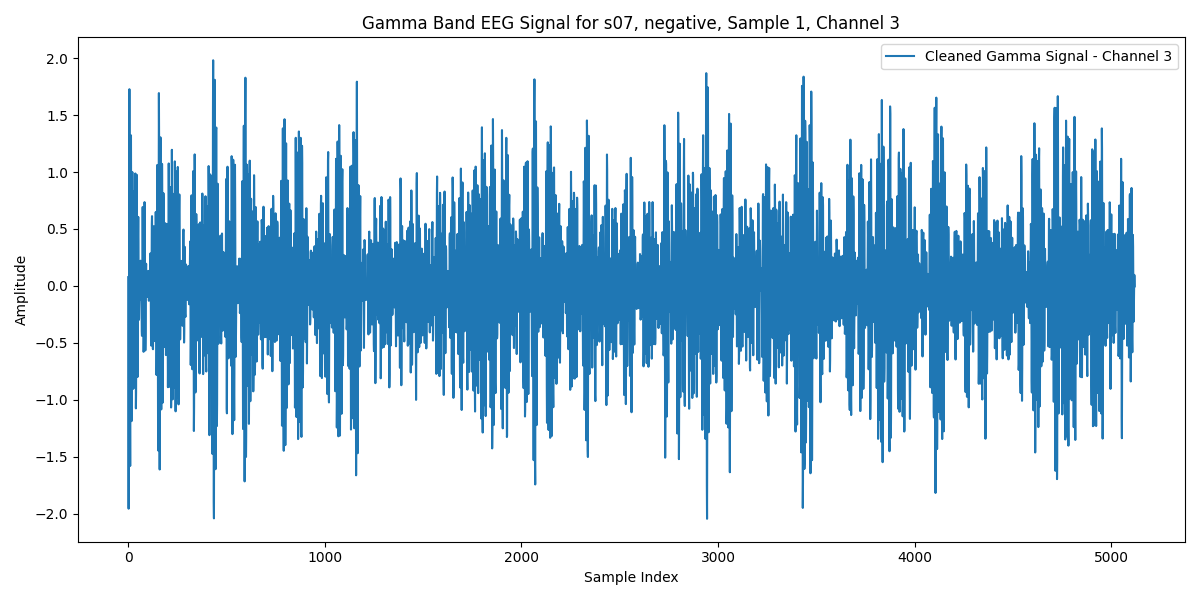 Gamma Band EEG Signal for s07, negative, Sample 1, Channel 3
Cleaned Gamma Signal - Channel 3
2.0
1.5
1.0
0.5
0.0
−0.5
−1.0
−1.5
−2.0
Amplitude
0 1000 2000 3000 4000 5000
Sample Index